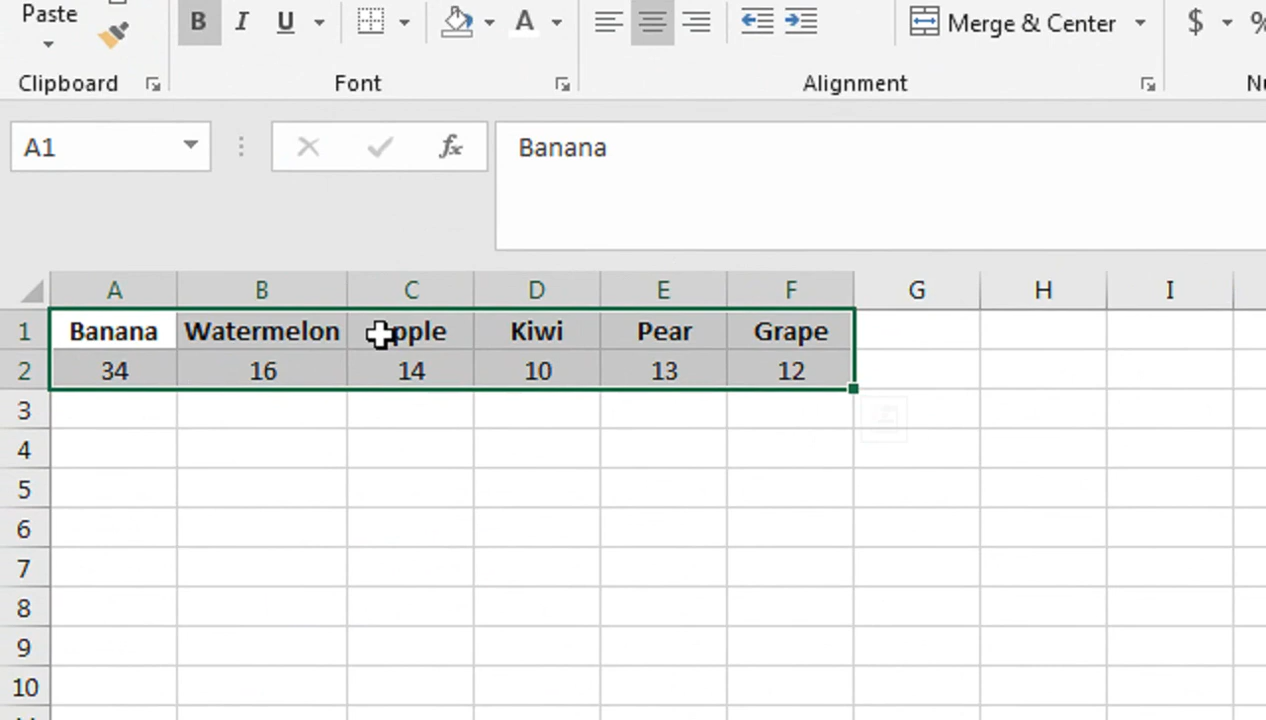 Paste B I U A Merge & Center $ %
Clipboard Font Alignment Nu
A1 fx Banana
A B C D E F G H I
1 Banana Watermelon pple Kiwi Pear Grape
2 34 16 14 10 13 12
3
4
5
6
7
8
9
10